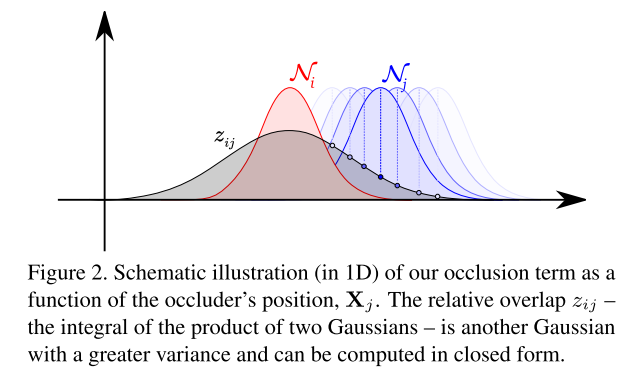 𝒩ᵢ
𝒩ⱼ
zᵢⱼ
Figure 2. Schematic illustration (in 1D) of our occlusion term as a
function of the occluder's position, Xⱼ. The relative overlap zᵢⱼ –
the integral of the product of two Gaussians – is another Gaussian
with a greater variance and can be computed in closed form.